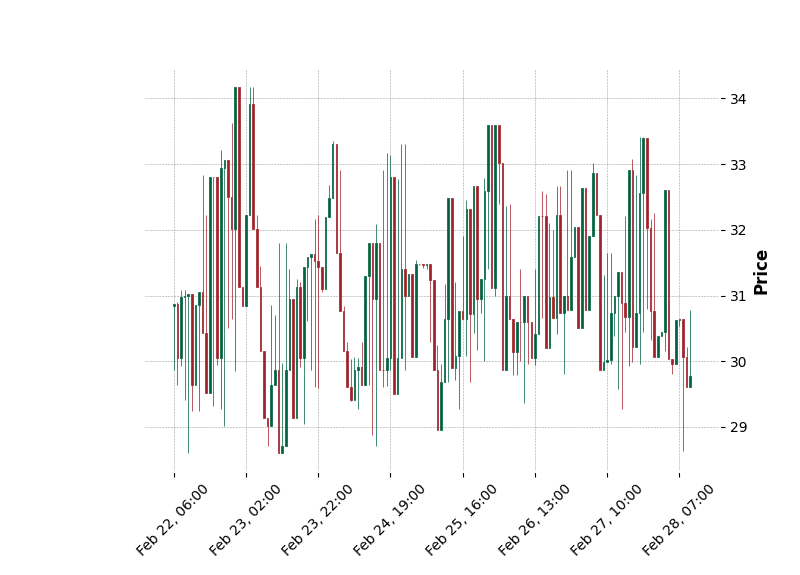 34
33
32
31
30
29
Price
Feb 22, 06:00
Feb 23, 02:00
Feb 23, 22:00
Feb 24, 19:00
Feb 25, 16:00
Feb 26, 13:00
Feb 27, 10:00
Feb 28, 07:00